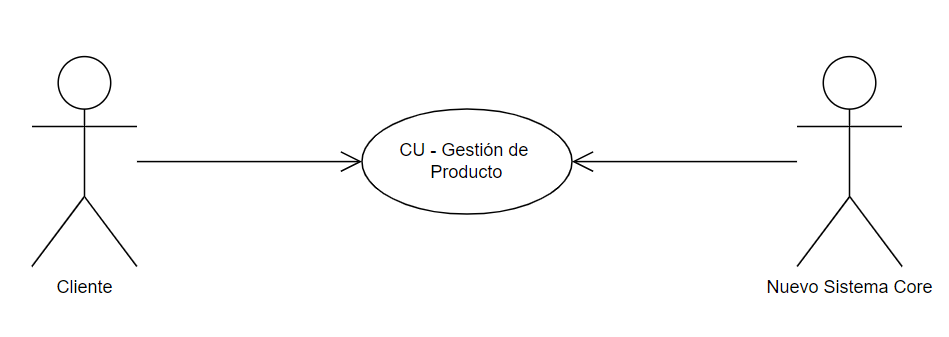 CU - Gestión de
Producto
Cliente
Nuevo Sistema Core